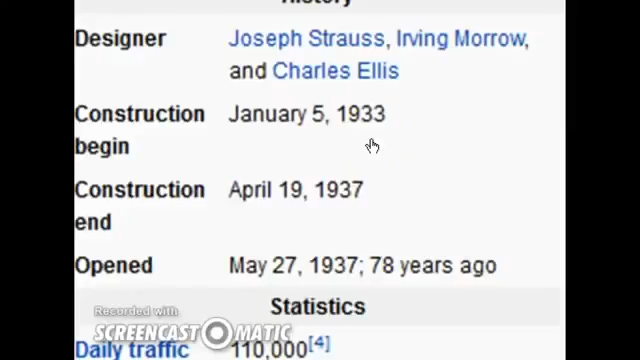 History
Designer Joseph Strauss, Irving Morrow,
and Charles Ellis
Construction January 5, 1933
begin
Construction April 19, 1937
end
Opened May 27, 1937; 78 years ago
Statistics
Recorded with
SCREENCAST MATIC
Daily traffic 110,000[4]